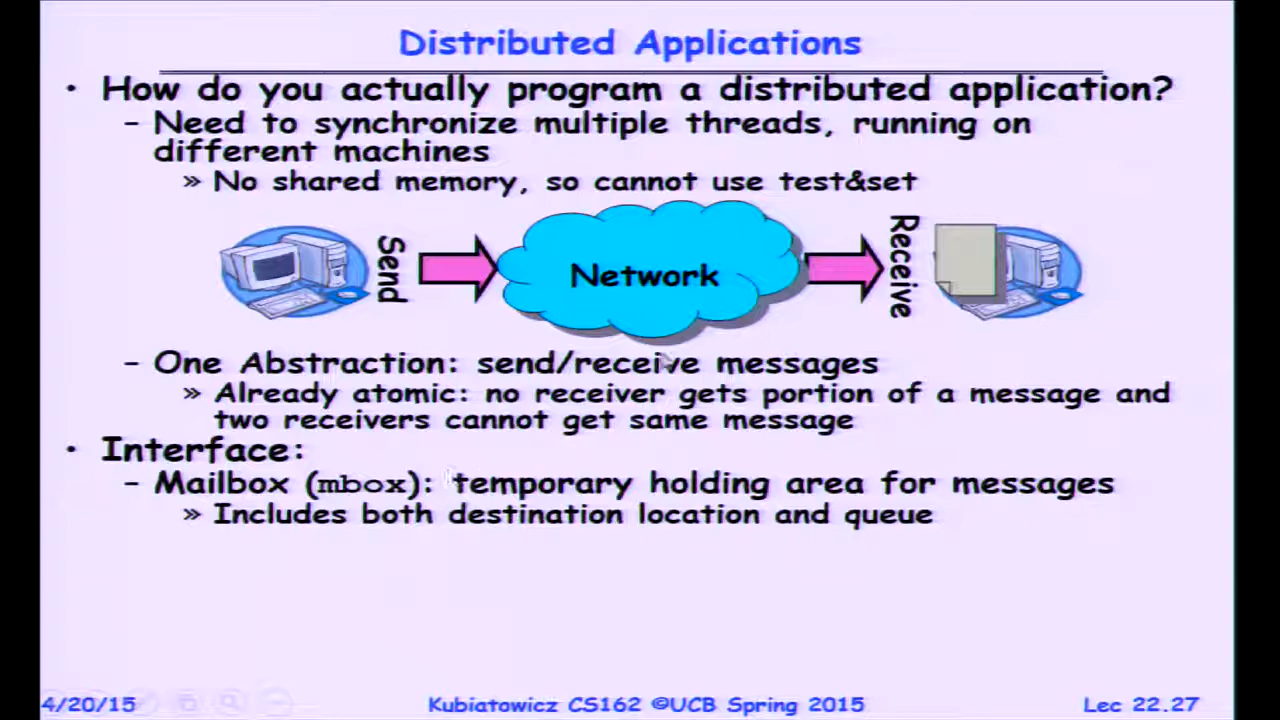 Distributed Applications
• How do you actually program a distributed application?
– Need to synchronize multiple threads, running on
different machines
» No shared memory, so cannot use test&set
Send
Network
Receive
– One Abstraction: send/receive messages
» Already atomic: no receiver gets portion of a message and
two receivers cannot get same message
• Interface:
– Mailbox (mbox): temporary holding area for messages
» Includes both destination location and queue
4/20/15
Kubiatowicz CS162 ©UCB Spring 2015
Lec 22.27